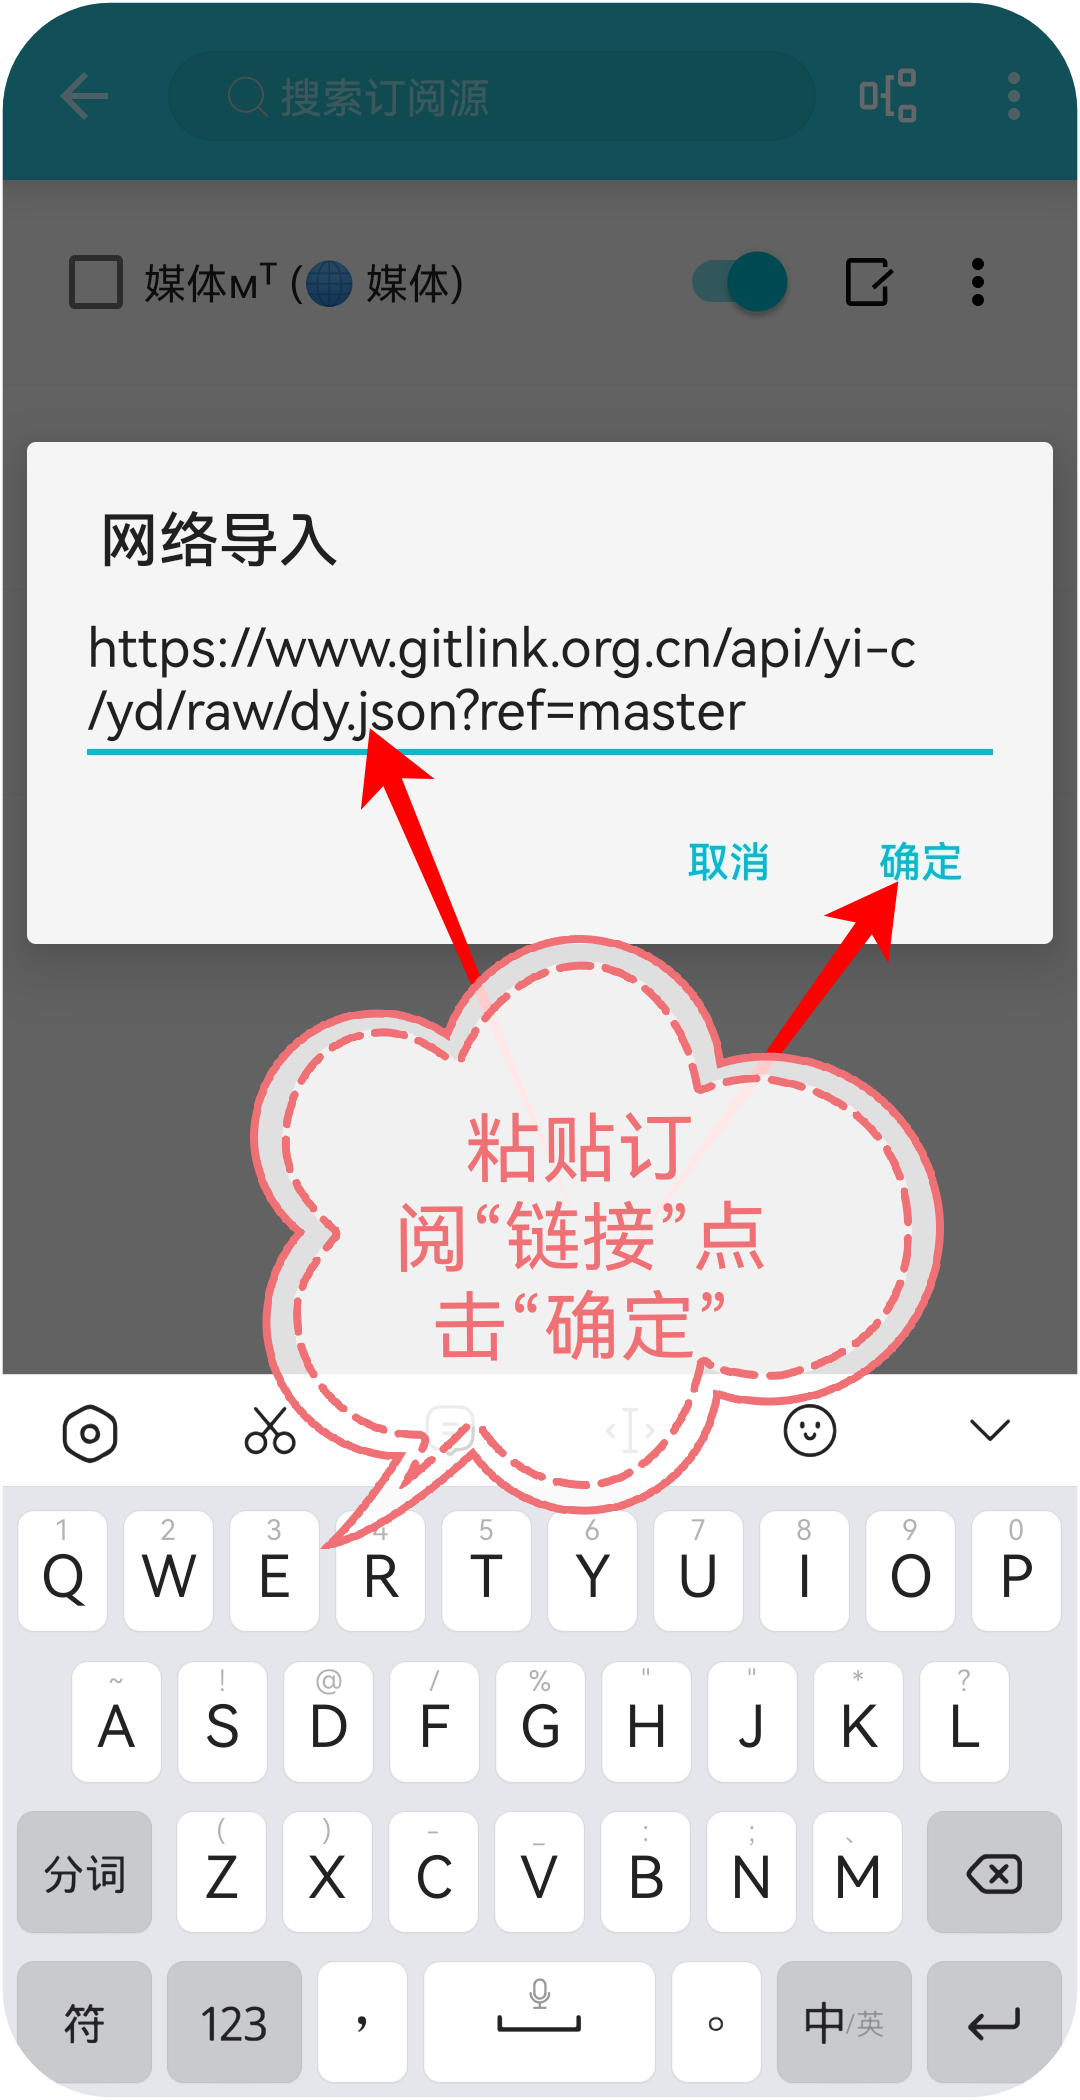 搜索订阅源
媒体ᴍᵀ (🌐 媒体)
网络导入
https://www.gitlink.org.cn/api/yi-c
/yd/raw/dy.json?ref=master
取消 确定
粘贴订
阅“链接”点
击“确定”
1 2 3 4 5 6 7 8 9 0
Q W E R T Y U I O P
~ ! @ / % " " * ?
A S D F G H J K L
( ) - _ : ; 、
分词 Z X C V B N M
符 123 , 。 中/英